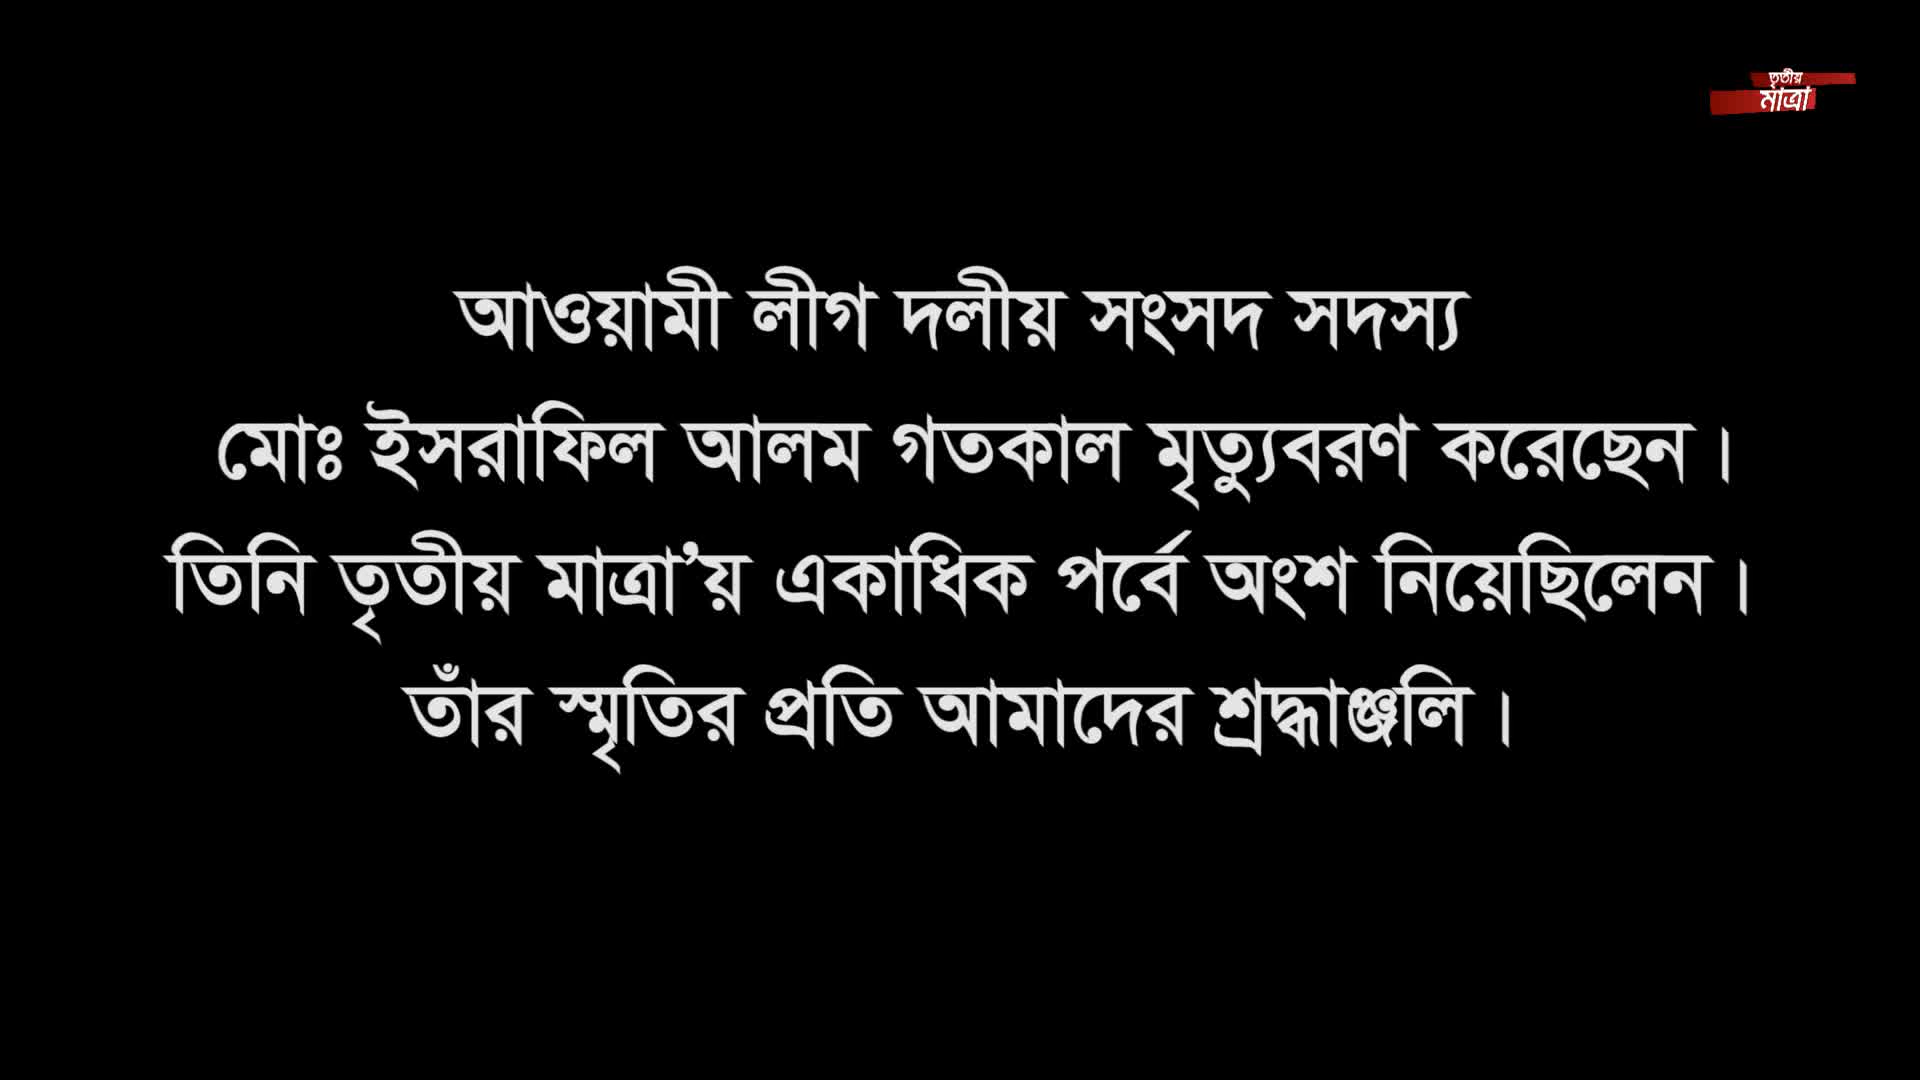 তৃতীয়
মাত্রা
আওয়ামী লীগ দলীয় সংসদ সদস্য
মোঃ ইসরাফিল আলম গতকাল মৃত্যুবরণ করেছেন।
তিনি তৃতীয় মাত্রা’য় একাধিক পর্বে অংশ নিয়েছিলেন।
তাঁর স্মৃতির প্রতি আমাদের শ্রদ্ধাঞ্জলি।